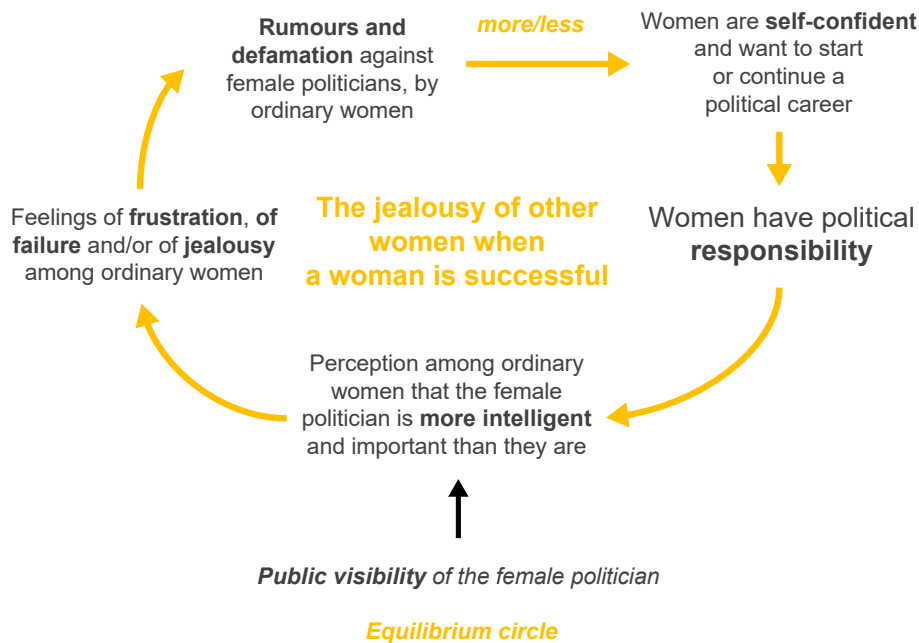 Rumours and
defamation against
female politicians, by
ordinary women
more/less
Women are self-confident
and want to start
or continue a
political career
Women have political
responsibility
Perception among ordinary
women that the female
politician is more intelligent
and important than they are
Feelings of frustration, of
failure and/or of jealousy
among ordinary women
The jealousy of other
women when
a woman is successful
Public visibility of the female politician
Equilibrium circle